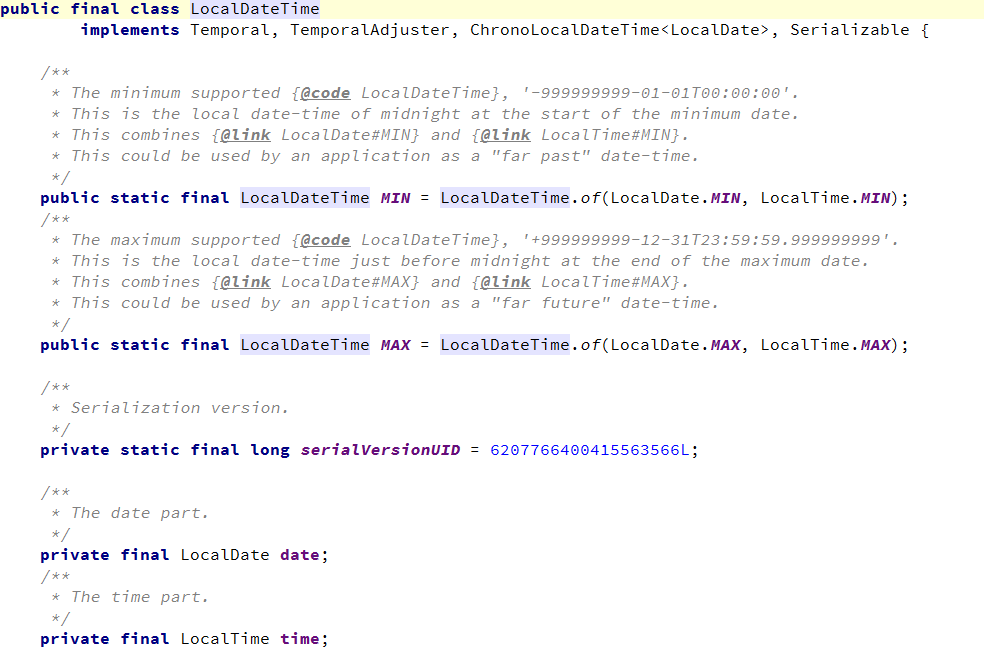 public final class LocalDateTime
        implements Temporal, TemporalAdjuster, ChronoLocalDateTime<LocalDate>, Serializable {

    /**
     * The minimum supported {@code LocalDateTime}, '-999999999-01-01T00:00:00'.
     * This is the local date-time of midnight at the start of the minimum date.
     * This combines {@link LocalDate#MIN} and {@link LocalTime#MIN}.
     * This could be used by an application as a "far past" date-time.
     */
    public static final LocalDateTime MIN = LocalDateTime.of(LocalDate.MIN, LocalTime.MIN);
    /**
     * The maximum supported {@code LocalDateTime}, '+999999999-12-31T23:59:59.999999999'.
     * This is the local date-time just before midnight at the end of the maximum date.
     * This combines {@link LocalDate#MAX} and {@link LocalTime#MAX}.
     * This could be used by an application as a "far future" date-time.
     */
    public static final LocalDateTime MAX = LocalDateTime.of(LocalDate.MAX, LocalTime.MAX);

    /**
     * Serialization version.
     */
    private static final long serialVersionUID = 6207766400415563566L;

    /**
     * The date part.
     */
    private final LocalDate date;
    /**
     * The time part.
     */
    private final LocalTime time;